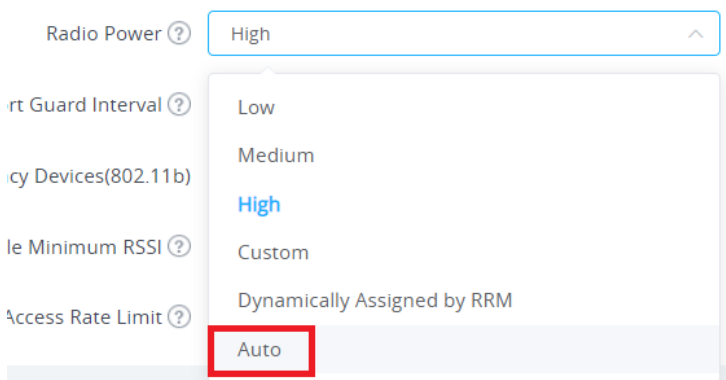 Radio Power ? High
rt Guard Interval ?
Low
Medium
cy Devices(802.11b)
High
le Minimum RSSI ?
Custom
Dynamically Assigned by RRM
Access Rate Limit ?
Auto